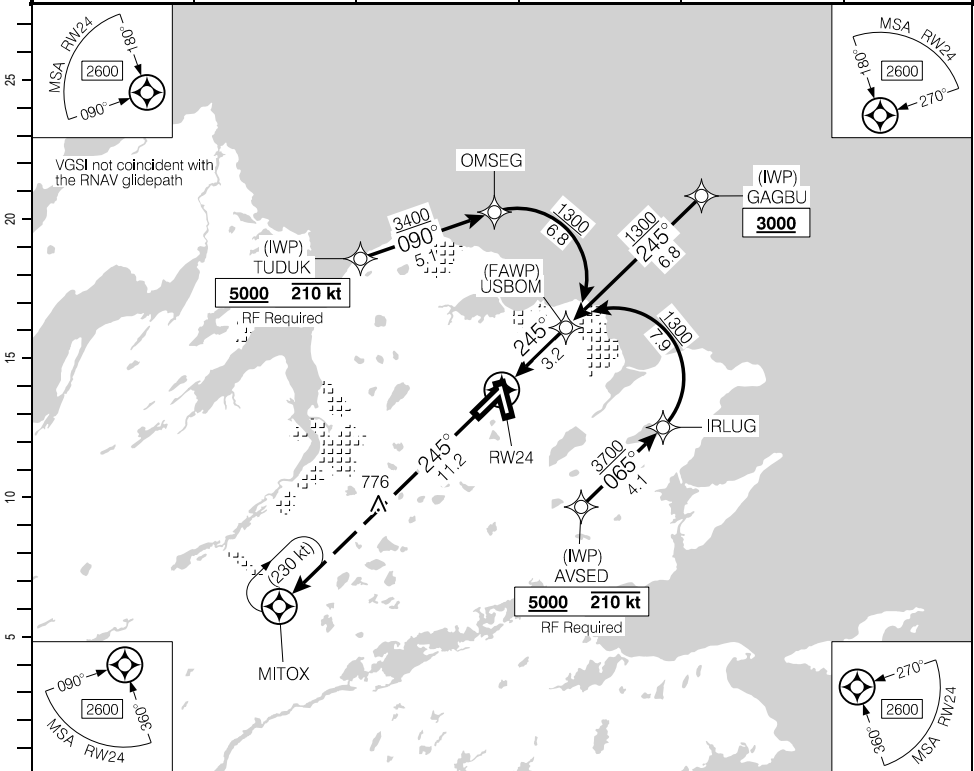 MSA RW24
180°
2600
090°
MSA RW24
180°
2600
270°
VGSI not coincident with
the RNAV glidepath
OMSEG
(IWP)
GAGBU
3000
3400
090°
5.1
1300
6.8
1300
245°
6.8
(IWP)
TUDUK
5000 210 kt
RF Required
(FAWP)
USBOM
245°
3.2
1300
7.9
RW24
IRLUG
245°
11.2
776
3700
065°
4.1
(230 kt)
MITOX
(IWP)
AVSED
5000 210 kt
RF Required
090°
2600
360°
MSA RW24
270°
2600
360°
MSA RW24
25
20
15
10
5